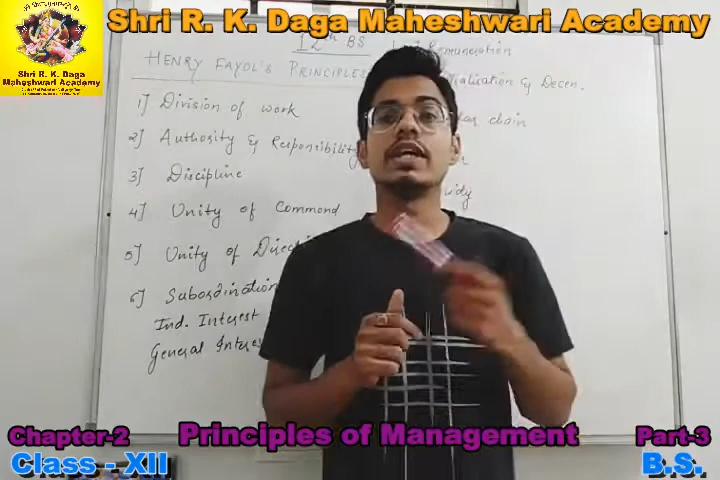 Shri R. K. Daga Maheshwari Academy
Shri R. K. Daga
Maheshwari Academy
12th BS
Remuneration
HENRY FAYOL'S PRINCIPLES
& Decen.
1] Division of work
chain
2] Authority & Responsibility
3] Discipline
4] Unity of Command
5] Unity of Directi
6] Subordination
Ind. Interest
General Interes
Chapter-2
Principles of Management
Part-3
Class - XII
B.S.